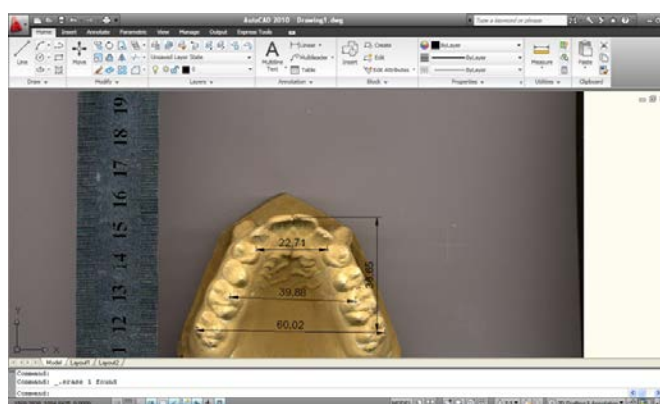 AutoCAD 2010 Drawing1.dwg
Type a keyword or phrase
Home Insert Annotate Parametric View Manage Output Express Tools
Line
Move
Unsaved Layer State
0
Multiline Text
Linear
Multileader
Table
Insert
Create
Edit
Edit Attributes
ByLayer
ByLayer
ByLayer
Measure
Paste
Draw Modify Layers Annotation Block Properties Utilities Clipboard
19
18
17
16
15
14
13
12
22.71
39.88
60.02
Y
X
Model Layout1 Layout2
Command:
Command: _.erase 1 found
Command: